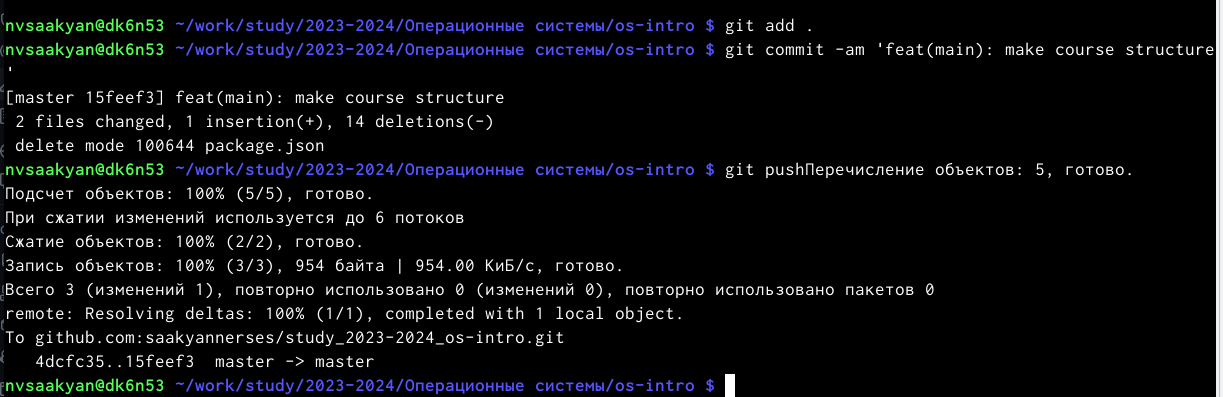 nvsaakyan@dk6n53 ~/work/study/2023-2024/Операционные системы/os-intro $ git add .
nvsaakyan@dk6n53 ~/work/study/2023-2024/Операционные системы/os-intro $ git commit -am 'feat(main): make course structure
'
[master 15feef3] feat(main): make course structure
 2 files changed, 1 insertion(+), 14 deletions(-)
 delete mode 100644 package.json
nvsaakyan@dk6n53 ~/work/study/2023-2024/Операционные системы/os-intro $ git pushПеречисление объектов: 5, готово.
Подсчет объектов: 100% (5/5), готово.
При сжатии изменений используется до 6 потоков
Сжатие объектов: 100% (2/2), готово.
Запись объектов: 100% (3/3), 954 байта | 954.00 КиБ/с, готово.
Всего 3 (изменений 1), повторно использовано 0 (изменений 0), повторно использовано пакетов 0
remote: Resolving deltas: 100% (1/1), completed with 1 local object.
To github.com:saakyannerses/study_2023-2024_os-intro.git
   4dcfc35..15feef3  master -> master
nvsaakyan@dk6n53 ~/work/study/2023-2024/Операционные системы/os-intro $